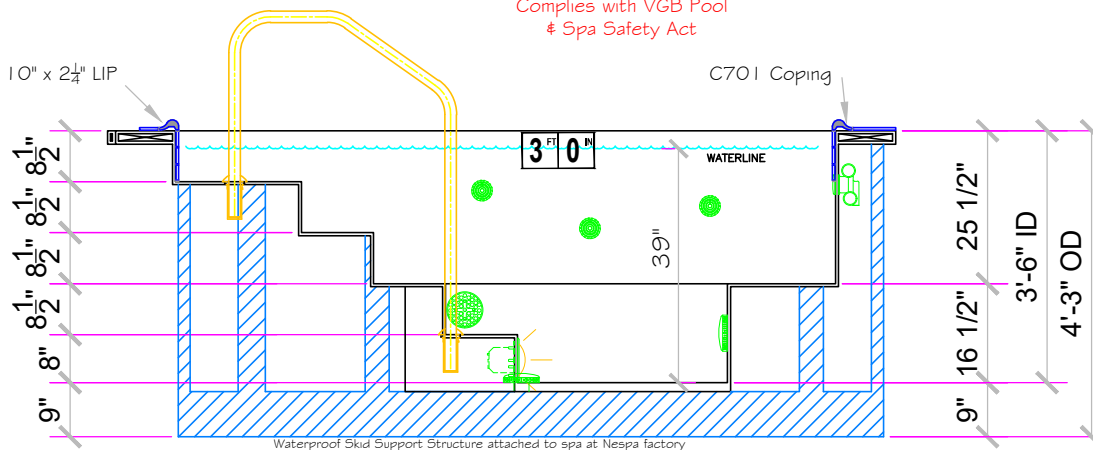 Complies with VGB Pool
& Spa Safety Act
10" x 2¼" LIP
C701 Coping
3 FT 0 IN
WATERLINE
8½"
8½"
8½"
8½"
8"
9"
39"
25 1/2"
16 1/2"
9"
3'-6" ID
4'-3" OD
Waterproof Skid Support Structure attached to spa at Nespa factory